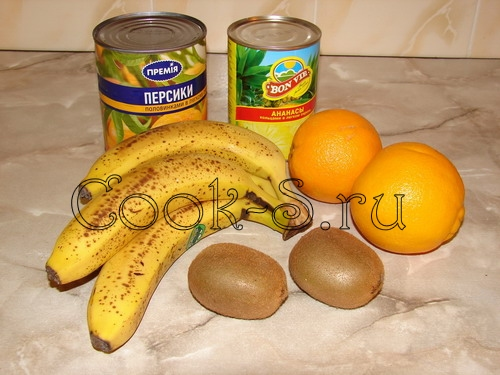 ПРЕМІЯ
ПЕРСИКИ
ПОЛОВИНКАМИ В
BON VIE
АНАНАСЫ
Cook-S.ru